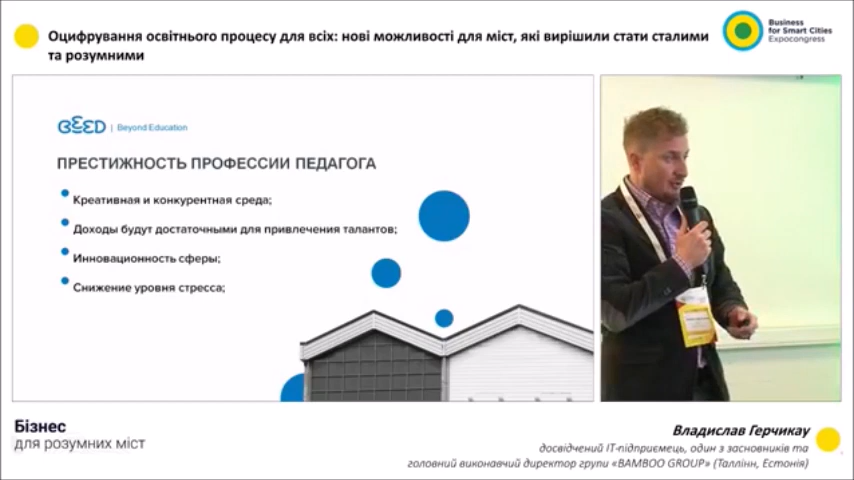 Оцифрування освітнього процесу для всіх: нові можливості для міст, які вирішили стати сталими
та розумними
Business
for Smart Cities
Expocongress
BEED | Beyond Education
ПРЕСТИЖНОСТЬ ПРОФЕССИИ ПЕДАГОГА
Креативная и конкурентная среда;
Доходы будут достаточными для привлечения талантов;
Инновационность сферы;
Снижение уровня стресса;
Бізнес
для розумних міст
Владислав Герчикау
досвідчений ІТ-підприємець, один з засновників та
головний виконавчий директор групи «BAMBOO GROUP» (Таллінн, Естонія)